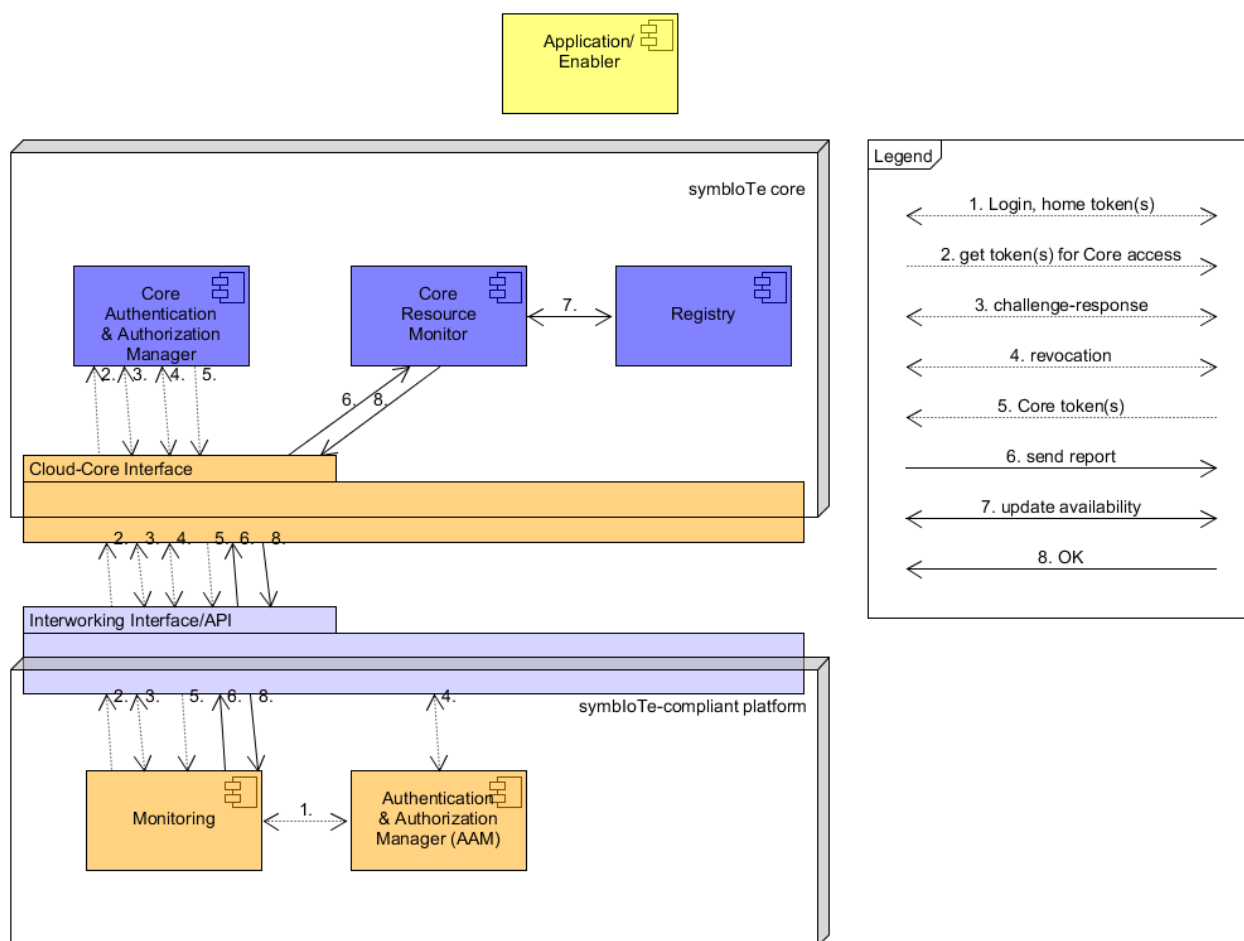 Application/
Enabler
symbIoTe core
Core
Authentication
& Authorization
Manager
Core
Resource
Monitor
7.
Registry
2.
3.
4.
5.
6.
8.
Cloud-Core Interface
2.
3.
4.
5.
6.
8.
Interworking Interface/API
2.
3.
5.
6.
8.
4.
symbIoTe-compliant platform
Monitoring
1.
Authentication
& Authorization
Manager (AAM)
Legend
1. Login, home token(s)
2. get token(s) for Core access
3. challenge-response
4. revocation
5. Core token(s)
6. send report
7. update availability
8. OK